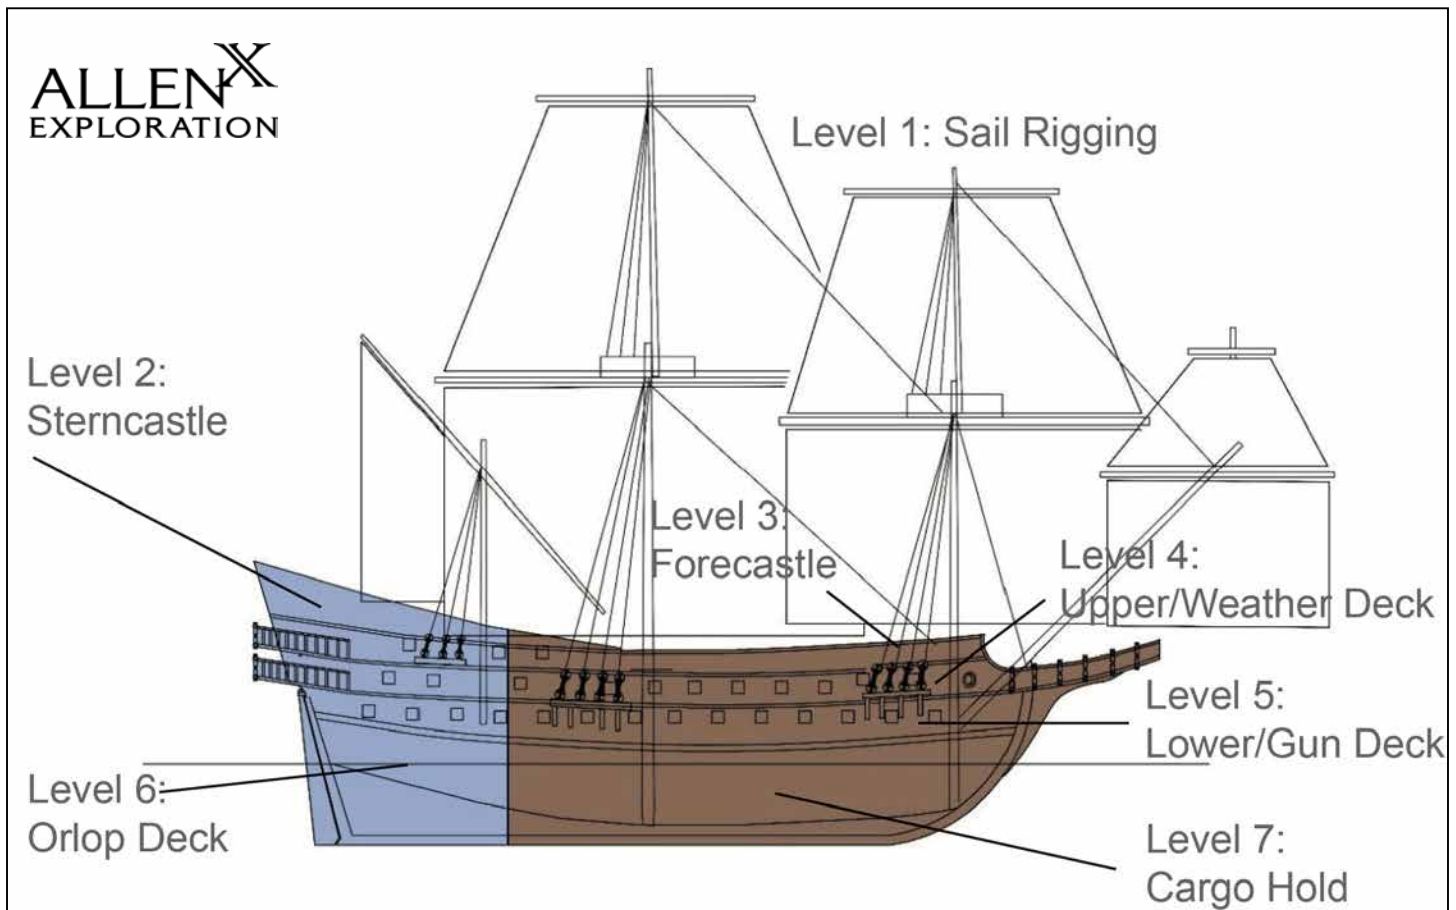 ALLENX
EXPLORATION
Level 1: Sail Rigging
Level 2:
Sterncastle
Level 3:
Forecastle
Level 4:
Upper/Weather Deck
Level 5:
Lower/Gun Deck
Level 6:
Orlop Deck
Level 7:
Cargo Hold